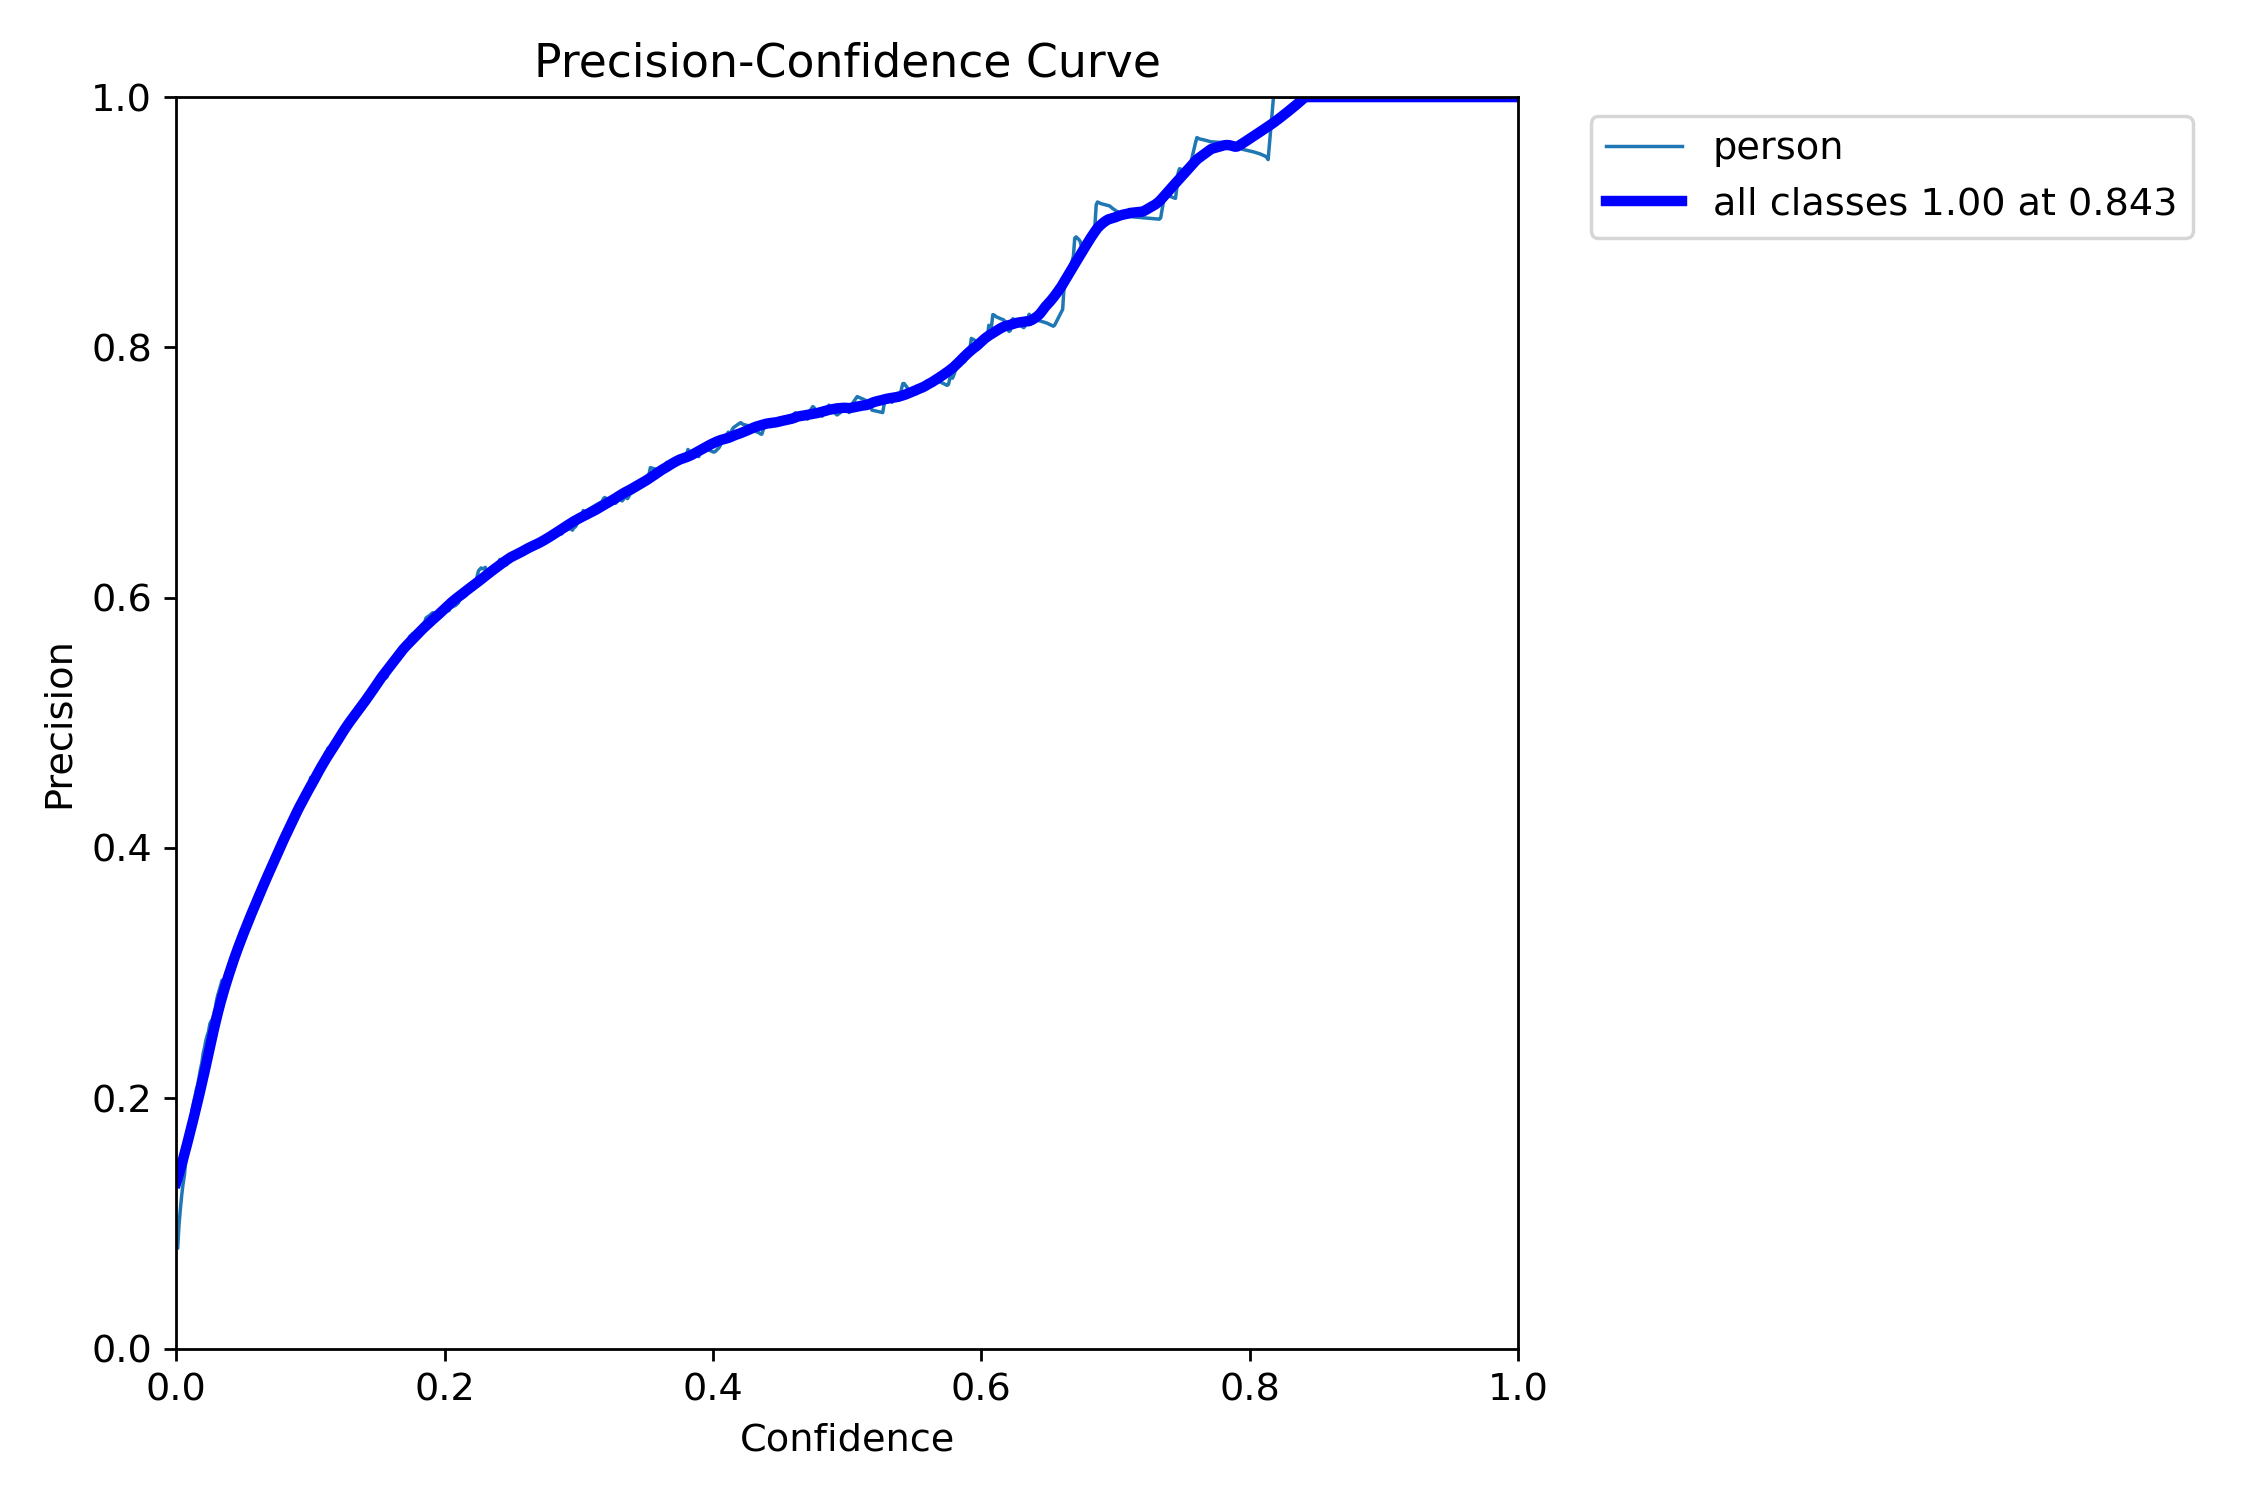 Precision-Confidence Curve
person
all classes 1.00 at 0.843
Precision
1.0
0.8
0.6
0.4
0.2
0.0
0.0 0.2 0.4 0.6 0.8 1.0
Confidence